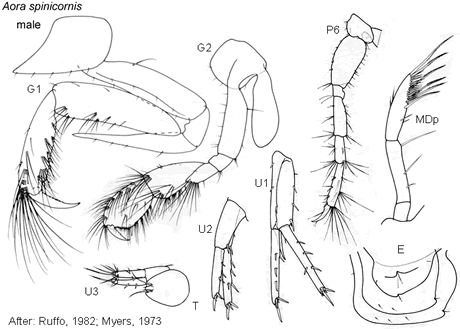 Aora spinicornis
male
G1
G2
P6
MDp
U1
U2
U3
T
E
After: Ruffo, 1982; Myers, 1973